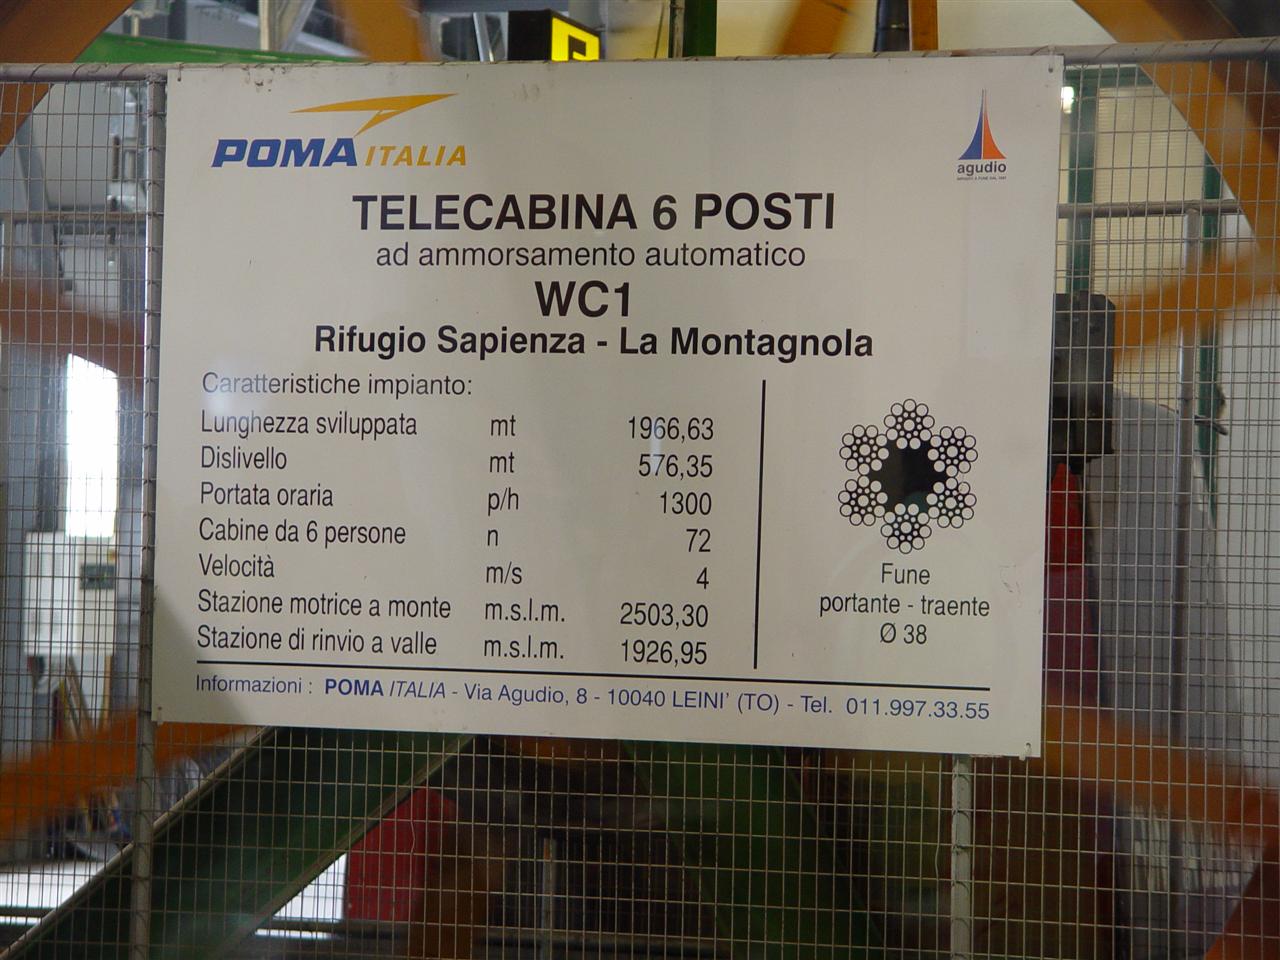 POMA ITALIA
agudio
TELECABINA 6 POSTI
ad ammorsamento automatico
WC1
Rifugio Sapienza - La Montagnola
Caratteristiche impianto:
Lunghezza sviluppata mt 1966,63
Dislivello mt 576,35
Portata oraria p/h 1300
Cabine da 6 persone n 72
Velocità m/s 4
Stazione motrice a monte m.s.l.m. 2503,30
Stazione di rinvio a valle m.s.l.m. 1926,95
Fune
portante - traente
Ø 38
Informazioni : POMA ITALIA - Via Agudio, 8 - 10040 LEINI' (TO) - Tel. 011.997.33.55